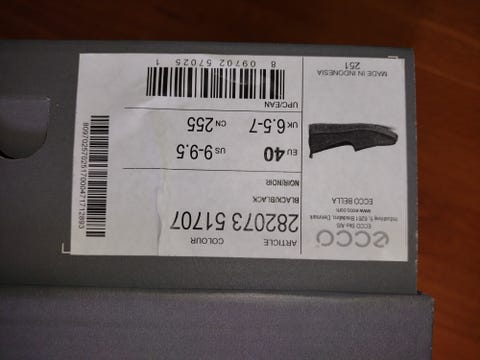 ecco
ECCO Sko A/S
Industrivej 5, 6261 Bredebro, Denmark
www.ecco.com
ECCO BELLA
MADE IN INDONESIA
251
ARTICLE COLOUR
282073 51707
BLACK/BLACK
NOIR/NOIR
EU 40 US 9-9.5
UK 6.5-7 CN 255
UPC/EAN
8 09702 57025 1